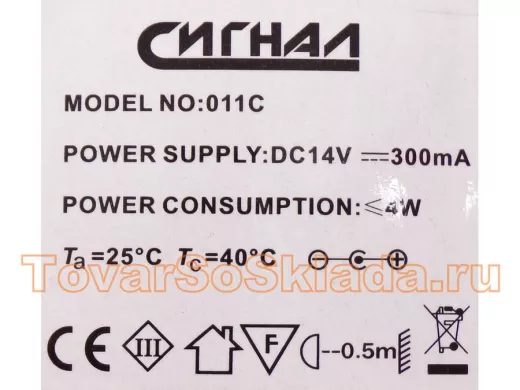 СИГНАЛ
MODEL NO:011C
POWER SUPPLY:DC14V ⎓300mA
POWER CONSUMPTION:≤4W
Ta=25°C Tc=40°C
TovarSoSklada.ru
CE III F --0.5m